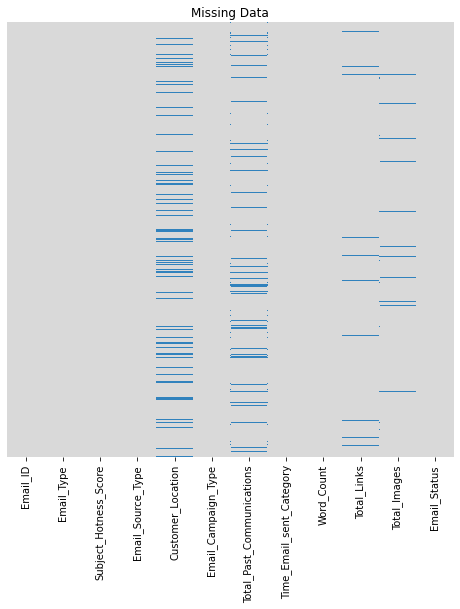 Missing Data
Email_ID
Email_Type
Subject_Hotness_Score
Email_Source_Type
Customer_Location
Email_Campaign_Type
Total_Past_Communications
Time_Email_sent_Category
Word_Count
Total_Links
Total_Images
Email_Status